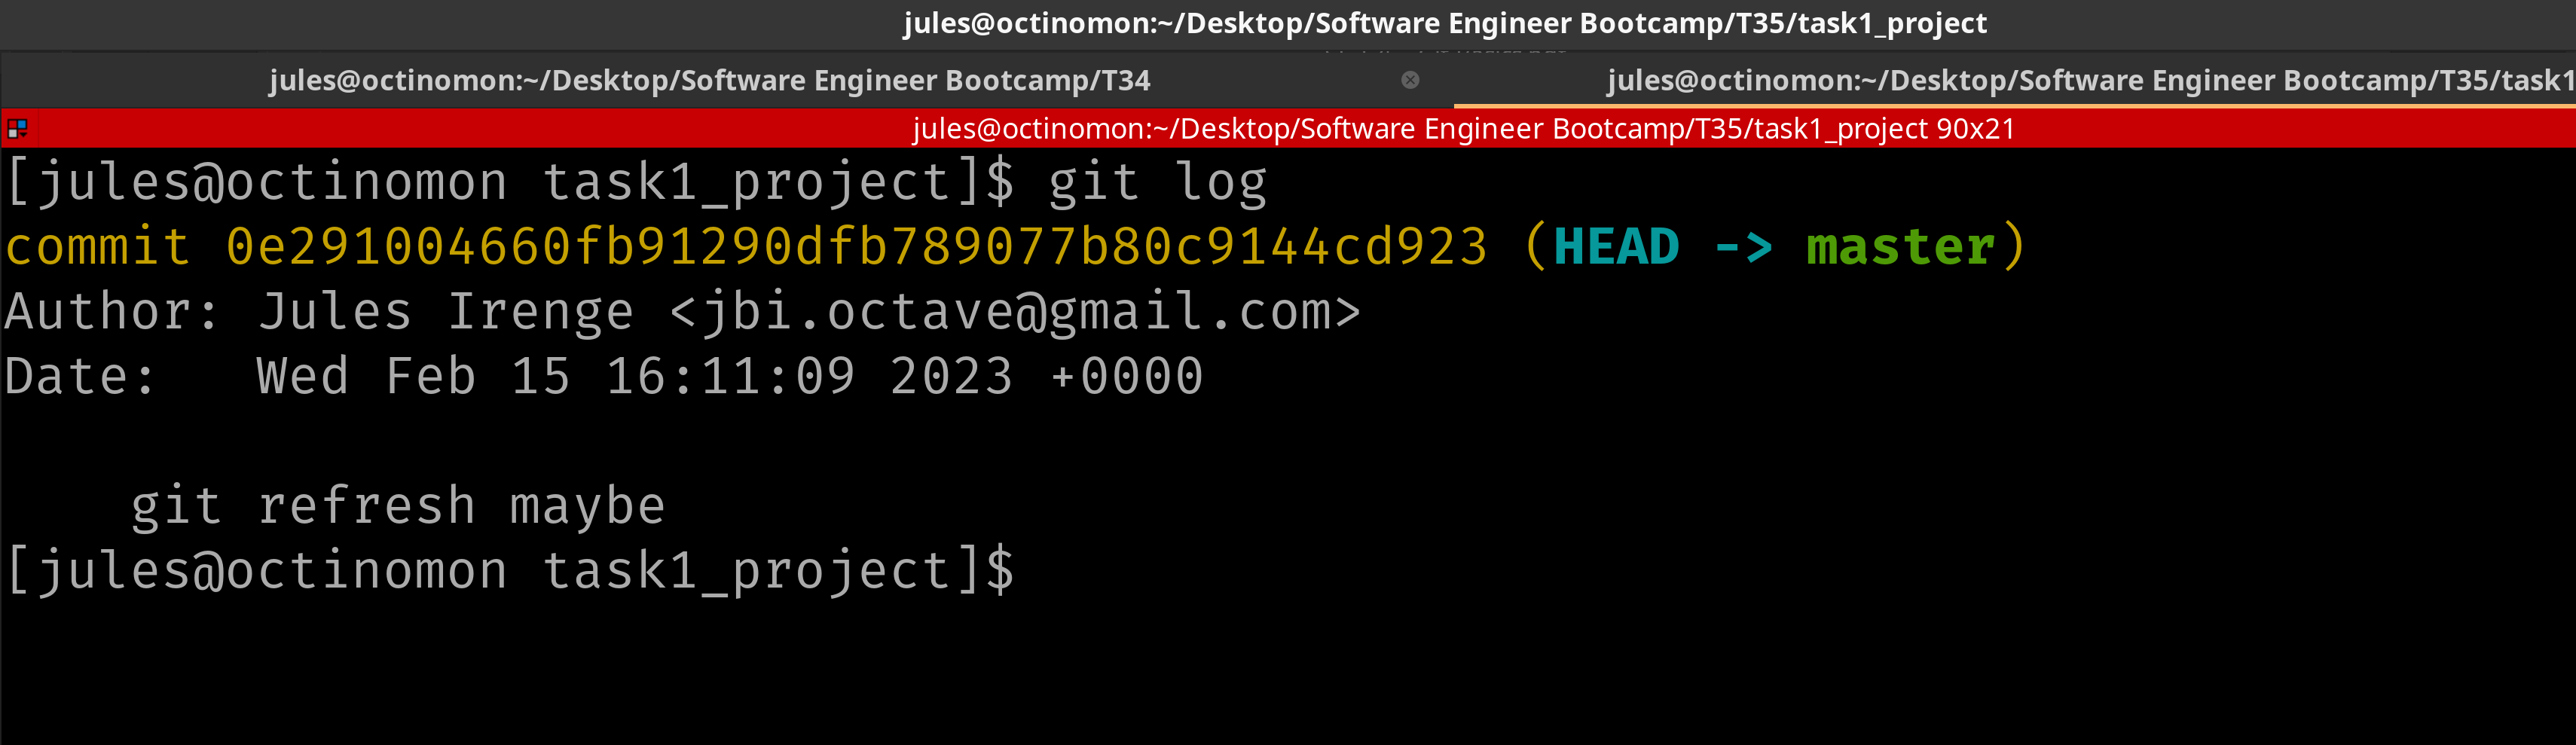 jules@octinomon:~/Desktop/Software Engineer Bootcamp/T35/task1_project
jules@octinomon:~/Desktop/Software Engineer Bootcamp/T34
jules@octinomon:~/Desktop/Software Engineer Bootcamp/T35/task1
jules@octinomon:~/Desktop/Software Engineer Bootcamp/T35/task1_project 90x21
[jules@octinomon task1_project]$ git log
commit 0e291004660fb91290dfb789077b80c9144cd923 (HEAD -> master)
Author: Jules Irenge <jbi.octave@gmail.com>
Date:   Wed Feb 15 16:11:09 2023 +0000
    git refresh maybe
[jules@octinomon task1_project]$